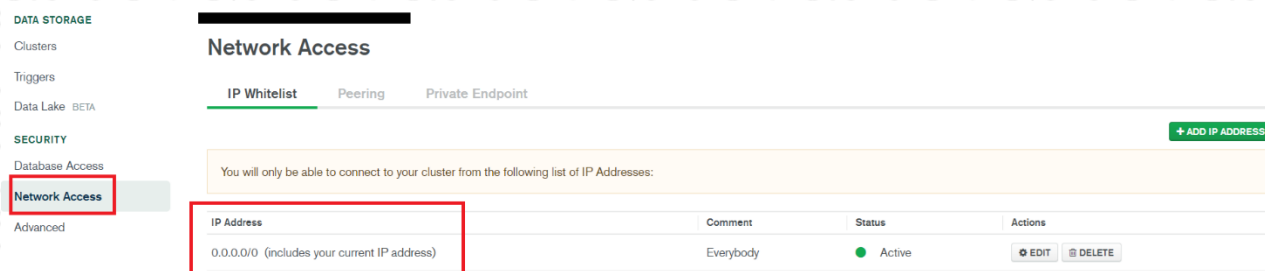 DATA STORAGE
Clusters
Triggers
Data Lake BETA
SECURITY
Database Access
Network Access
Advanced
Network Access
IP Whitelist Peering Private Endpoint
+ ADD IP ADDRESS
You will only be able to connect to your cluster from the following list of IP Addresses:
IP Address Comment Status Actions
0.0.0.0/0 (includes your current IP address) Everybody Active EDIT DELETE